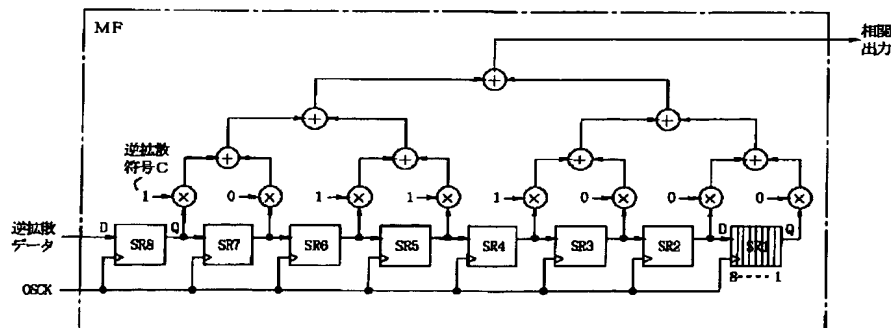 MF
相関
出力
逆拡散
符号C
1
0
1
1
1
0
0
0
逆拡散
データ
D
SR8
Q
SR7
SR6
SR5
SR4
SR3
SR2
D
SR1
Q
8----1
OSCK